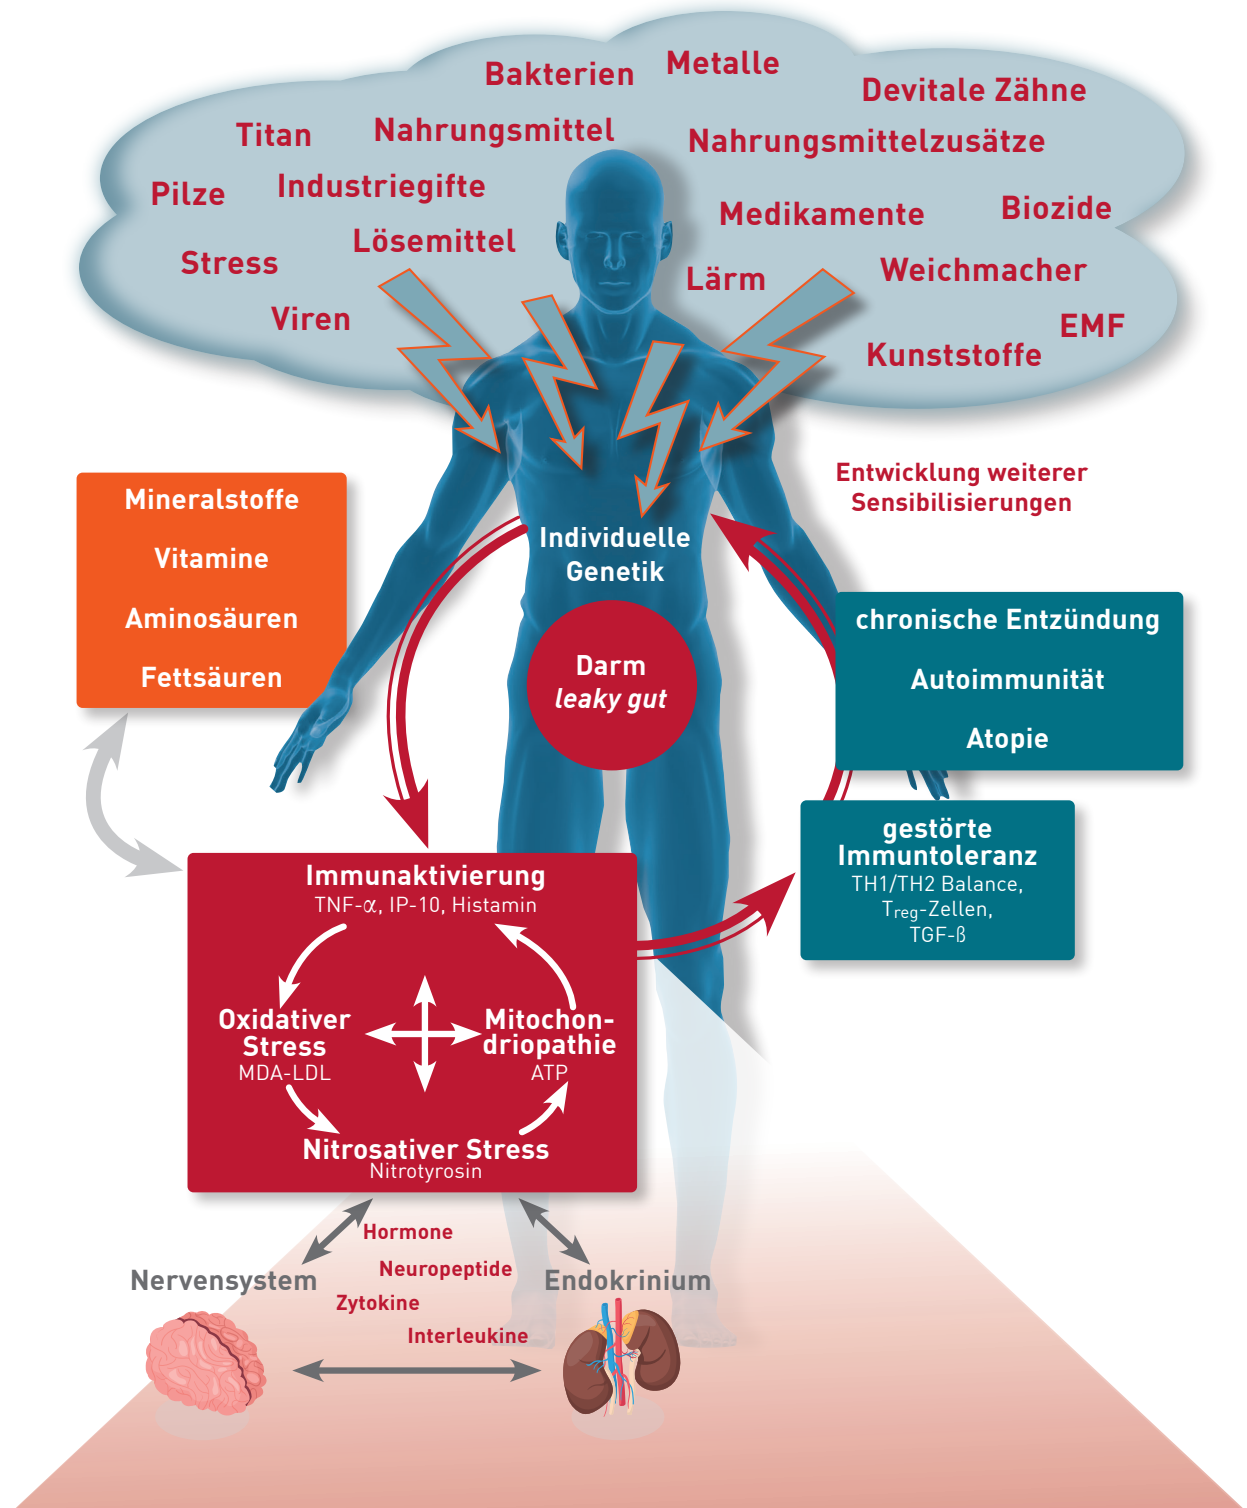 Bakterien
Metalle
Devitale Zähne
Titan
Nahrungsmittel
Nahrungsmittelzusätze
Pilze
Industriegifte
Medikamente
Biozide
Lösemittel
Stress
Lärm
Weichmacher
Viren
EMF
Kunststoffe
Entwicklung weiterer
Sensibilisierungen
Mineralstoffe
Vitamine
Aminosäuren
Fettsäuren
Individuelle
Genetik
Darm
leaky gut
chronische Entzündung
Autoimmunität
Atopie
gestörte
Immuntoleranz
TH1/TH2 Balance,
Treg-Zellen,
TGF-ß
Immunaktivierung
TNF-α, IP-10, Histamin
Oxidativer
Stress
MDA-LDL
Mitochon-
driopathie
ATP
Nitrosativer Stress
Nitrotyrosin
Hormone
Neuropeptide
Zytokine
Interleukine
Nervensystem
Endokrinium